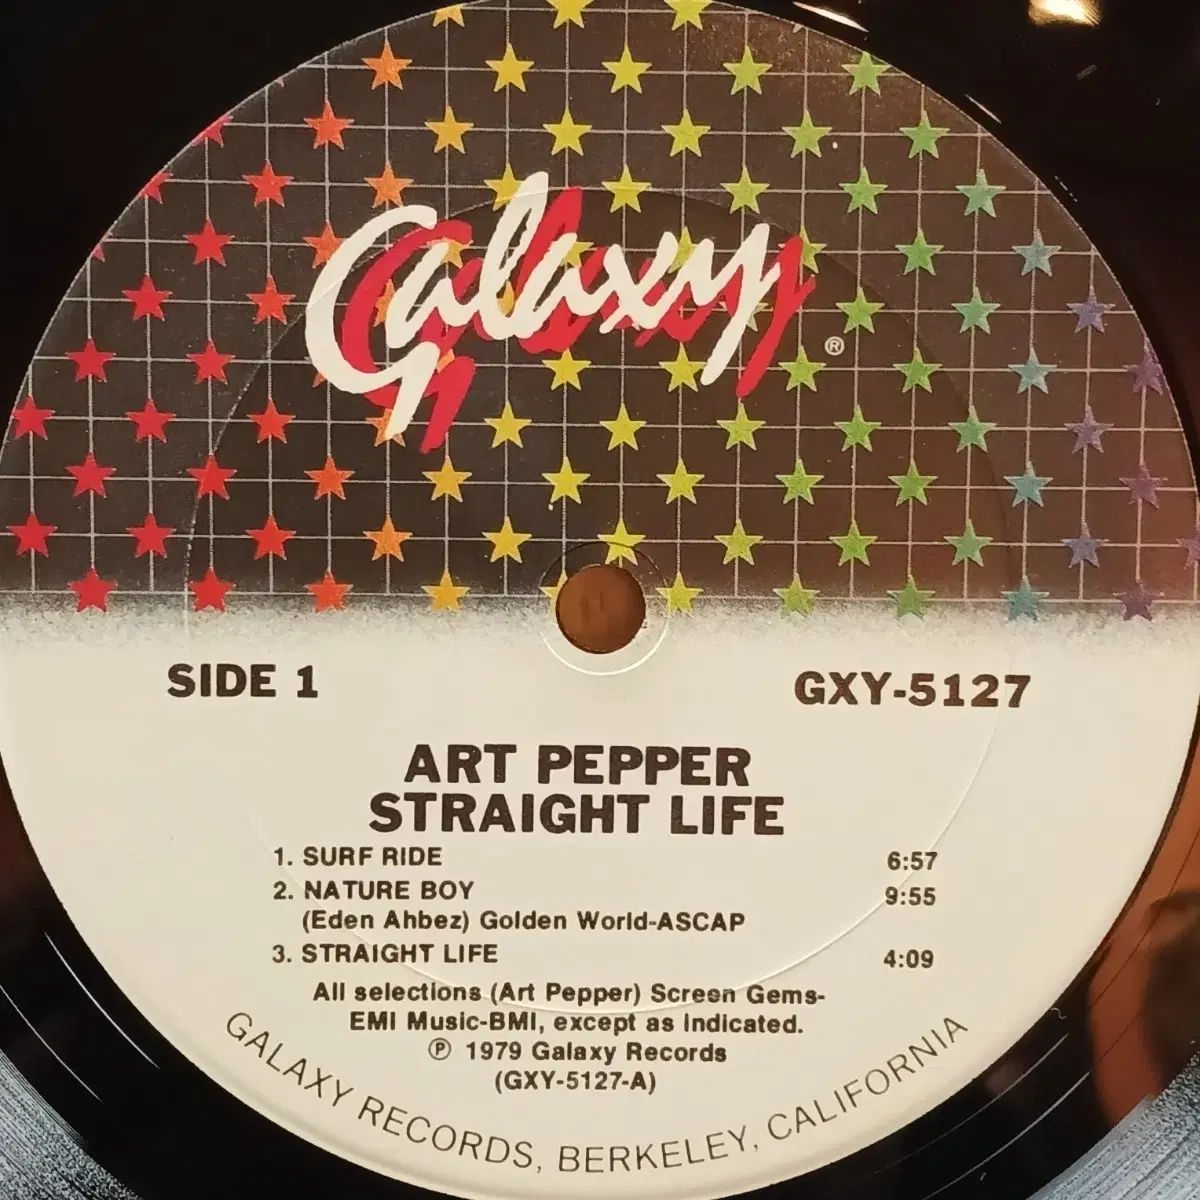 Galaxy ®
SIDE 1 GXY-5127
ART PEPPER
STRAIGHT LIFE
1. SURF RIDE 6:57
2. NATURE BOY 9:55
(Eden Ahbez) Golden World-ASCAP
3. STRAIGHT LIFE 4:09
All selections (Art Pepper) Screen Gems-
EMI Music-BMI, except as indicated.
℗ 1979 Galaxy Records
(GXY-5127-A)
GALAXY RECORDS, BERKELEY, CALIFORNIA